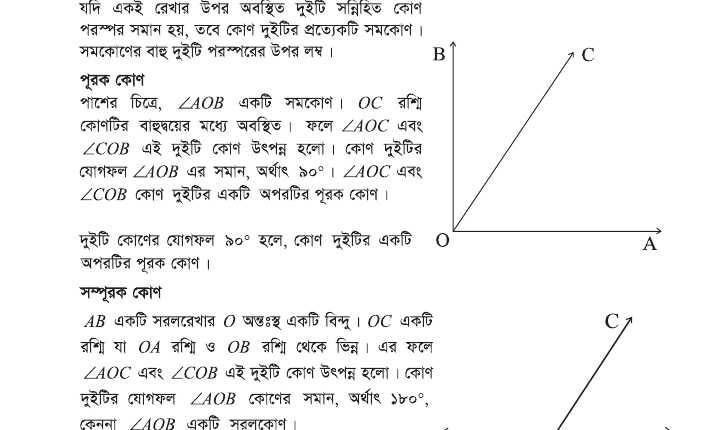 যদি একই রেখার উপর অবস্থিত দুইটি সন্নিহিত কোণ
পরস্পর সমান হয়, তবে কোণ দুইটির প্রত্যেকটি সমকোণ।
সমকোণের বাহু দুইটি পরস্পরের উপর লম্ব।
পূরক কোণ
পাশের চিত্রে, ∠AOB একটি সমকোণ। OC রশ্মি
কোণটির বাহুদ্বয়ের মধ্যে অবস্থিত। ফলে ∠AOC এবং
∠COB এই দুইটি কোণ উৎপন্ন হলো। কোণ দুইটির
যোগফল ∠AOB এর সমান, অর্থাৎ ৯০°। ∠AOC এবং
∠COB কোণ দুইটির একটি অপরটির পূরক কোণ।
B
C
O
A
দুইটি কোণের যোগফল ৯০° হলে, কোণ দুইটির একটি
অপরটির পূরক কোণ।
সম্পূরক কোণ
AB একটি সরলরেখার O অন্তঃস্থ একটি বিন্দু। OC একটি
রশ্মি যা OA রশ্মি ও OB রশ্মি থেকে ভিন্ন। এর ফলে
∠AOC এবং ∠COB এই দুইটি কোণ উৎপন্ন হলো। কোণ
দুইটির যোগফল ∠AOB কোণের সমান, অর্থাৎ ১৮০°,
কেননা ∠AOB একটি সরলকোণ।
C